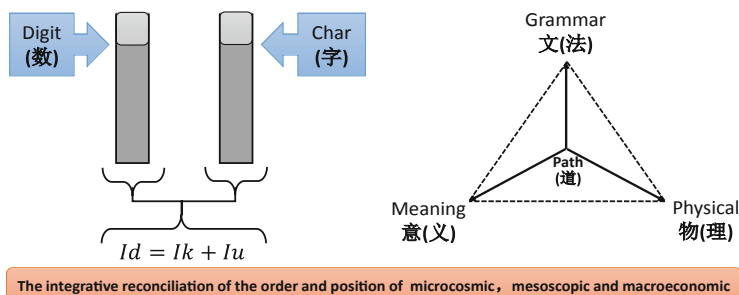 Digit
(数)
Char
(字)
Id = Ik + Iu
Grammar
文(法)
Path
(道)
Meaning
意(义)
Physical
物(理)
The integrative reconciliation of the order and position of microcosmic，mesoscopic and macroeconomic